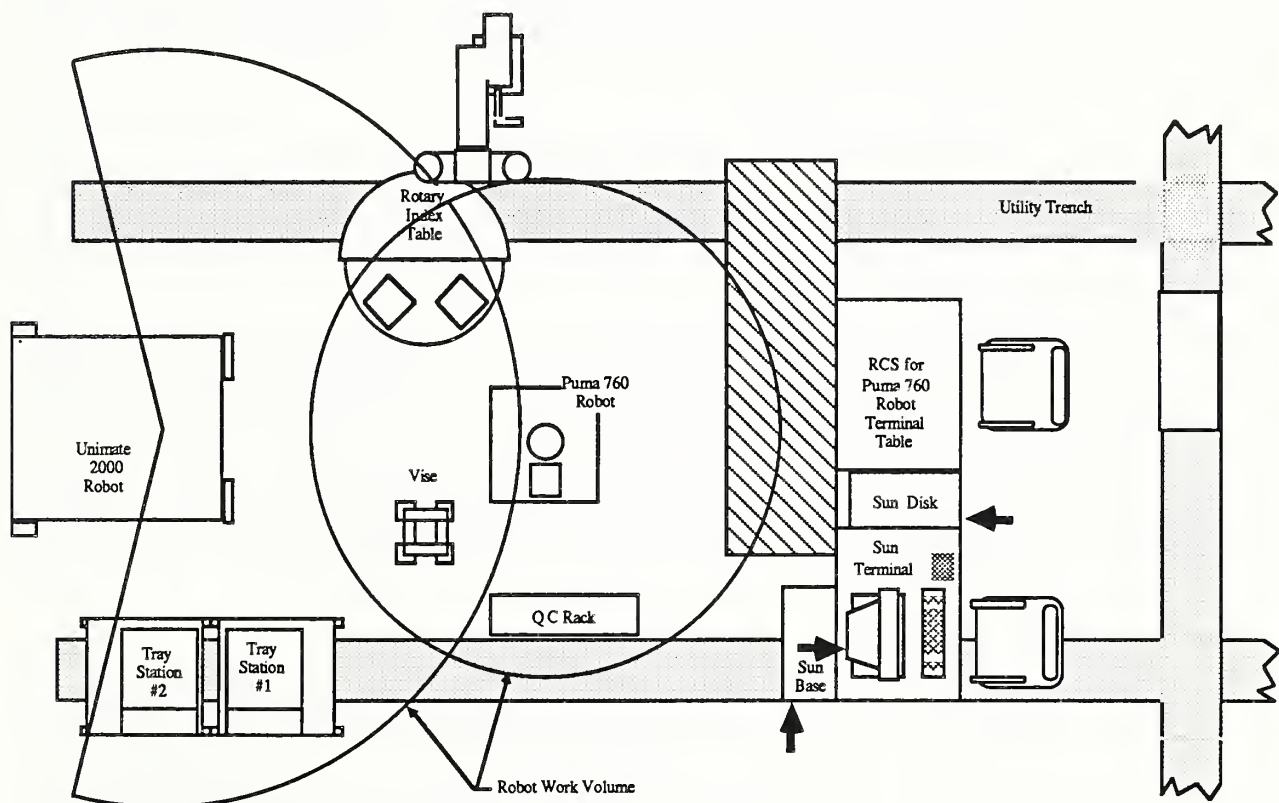 Rotary
Index
Table
Utility Trench
Puma 760
Robot
RCS for
Puma 760
Robot
Terminal
Table
Unimate
2000
Robot
Vise
Sun Disk
Sun
Terminal
QC Rack
Tray
Station
#2
Tray
Station
#1
Sun
Base
Robot Work Volume